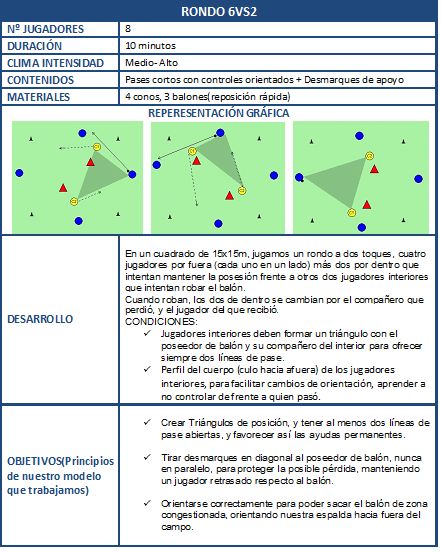 RONDO 6VS2
Nº JUGADORES 8
DURACIÓN 10 minutos
CLIMA INTENSIDAD Medio- Alto
CONTENIDOS Pases cortos con controles orientados + Desmarques de apoyo
MATERIALES 4 conos, 3 balones(reposición rápida)
REPERESENTACIÓN GRÁFICA
DESARROLLO
En un cuadrado de 15x15m, jugamos un rondo a dos toques, cuatro
jugadores por fuera (cada uno en un lado) más dos por dentro que
intentan mantener la posesión frente a otros dos jugadores interiores
que intentan robar el balón.
Cuando roban, los dos de dentro se cambian por el compañero que
perdió, y el jugador del que recibió.
CONDICIONES:
✓ Jugadores interiores deben formar un triángulo con el
poseedor de balón y su compañero del interior para ofrecer
siempre dos líneas de pase.
✓ Perfil del cuerpo (culo hacia afuera) de los jugadores
interiores, para facilitar cambios de orientación, aprender a
no controlar de frente a quien pasó.
OBJETIVOS(Principios
de nuestro modelo
que trabajamos)
✓ Crear Triángulos de posición, y tener al menos dos líneas de
pase abiertas, y favorecer así las ayudas permanentes.
✓ Tirar desmarques en diagonal al poseedor de balón, nunca
en paralelo, para proteger la posible pérdida, manteniendo
un jugador retrasado respecto al balón.
✓ Orientarse correctamente para poder sacar el balón de zona
congestionada, orientando nuestra espalda hacia fuera del
campo.